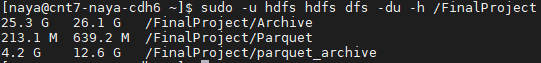 [naya@cnt7-naya-cdh6 ~]$ sudo -u hdfs hdfs dfs -du -h /FinalProject
25.3 G   26.1 G   /FinalProject/Archive
213.1 M  639.2 M  /FinalProject/Parquet
4.2 G    12.6 G   /FinalProject/parquet_archive